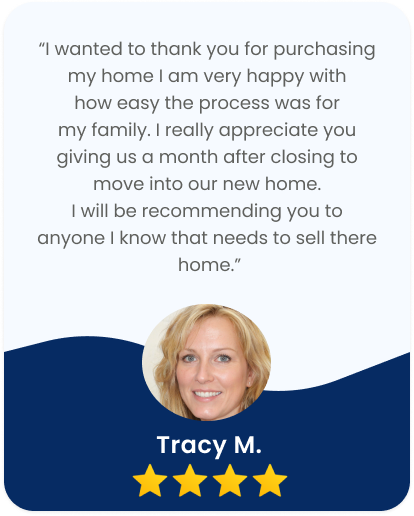 “I wanted to thank you for purchasing
my home I am very happy with
how easy the process was for
my family. I really appreciate you
giving us a month after closing to
move into our new home.
I will be recommending you to
anyone I know that needs to sell there
home.”
Tracy M.